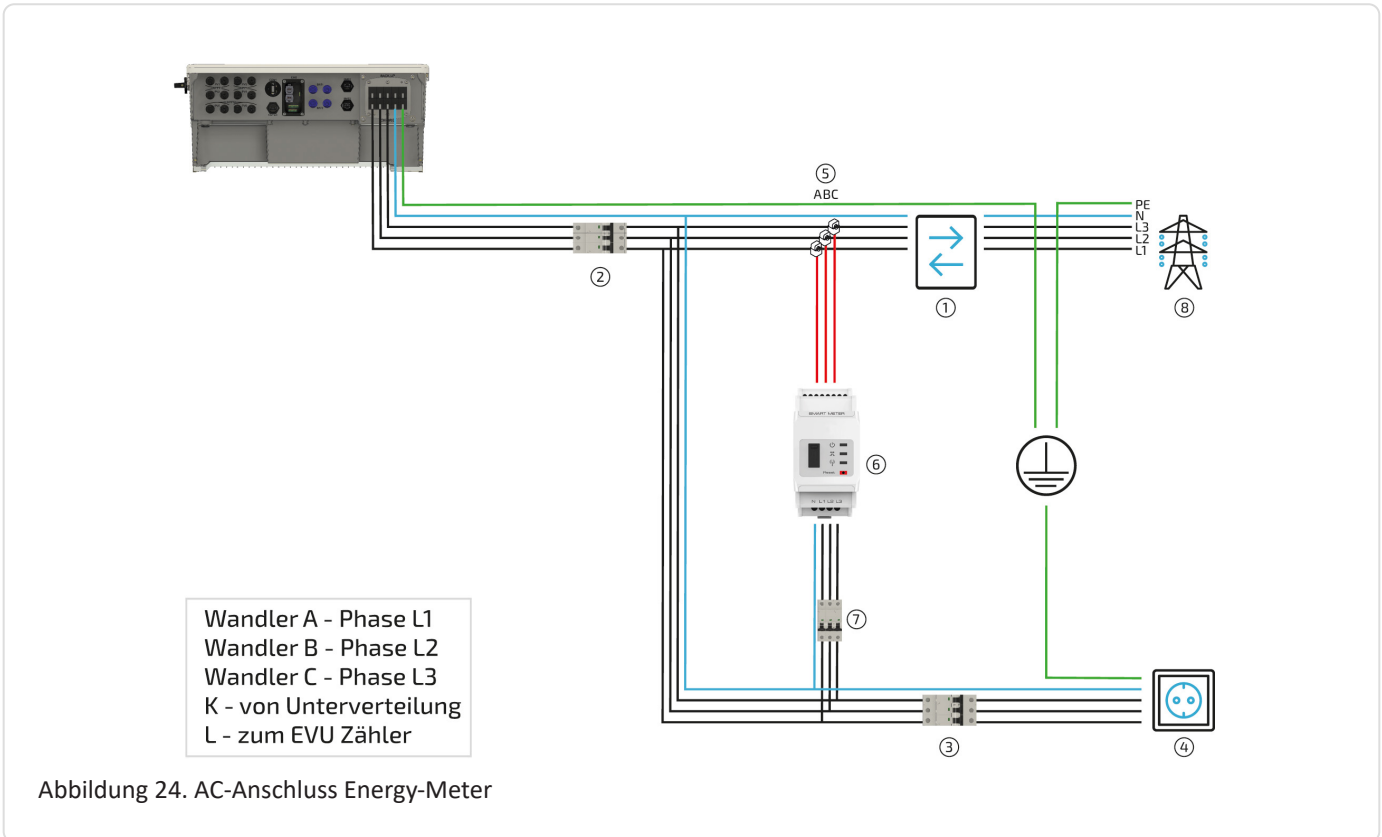 ⑤
ABC
PE
N
L3
L2
L1
②
①
⑧
SMART METER
⑥
N L1 L2 L3
⑦
Wandler A - Phase L1
Wandler B - Phase L2
Wandler C - Phase L3
K - von Unterverteilung
L - zum EVU Zähler
③
④
Abbildung 24. AC-Anschluss Energy-Meter